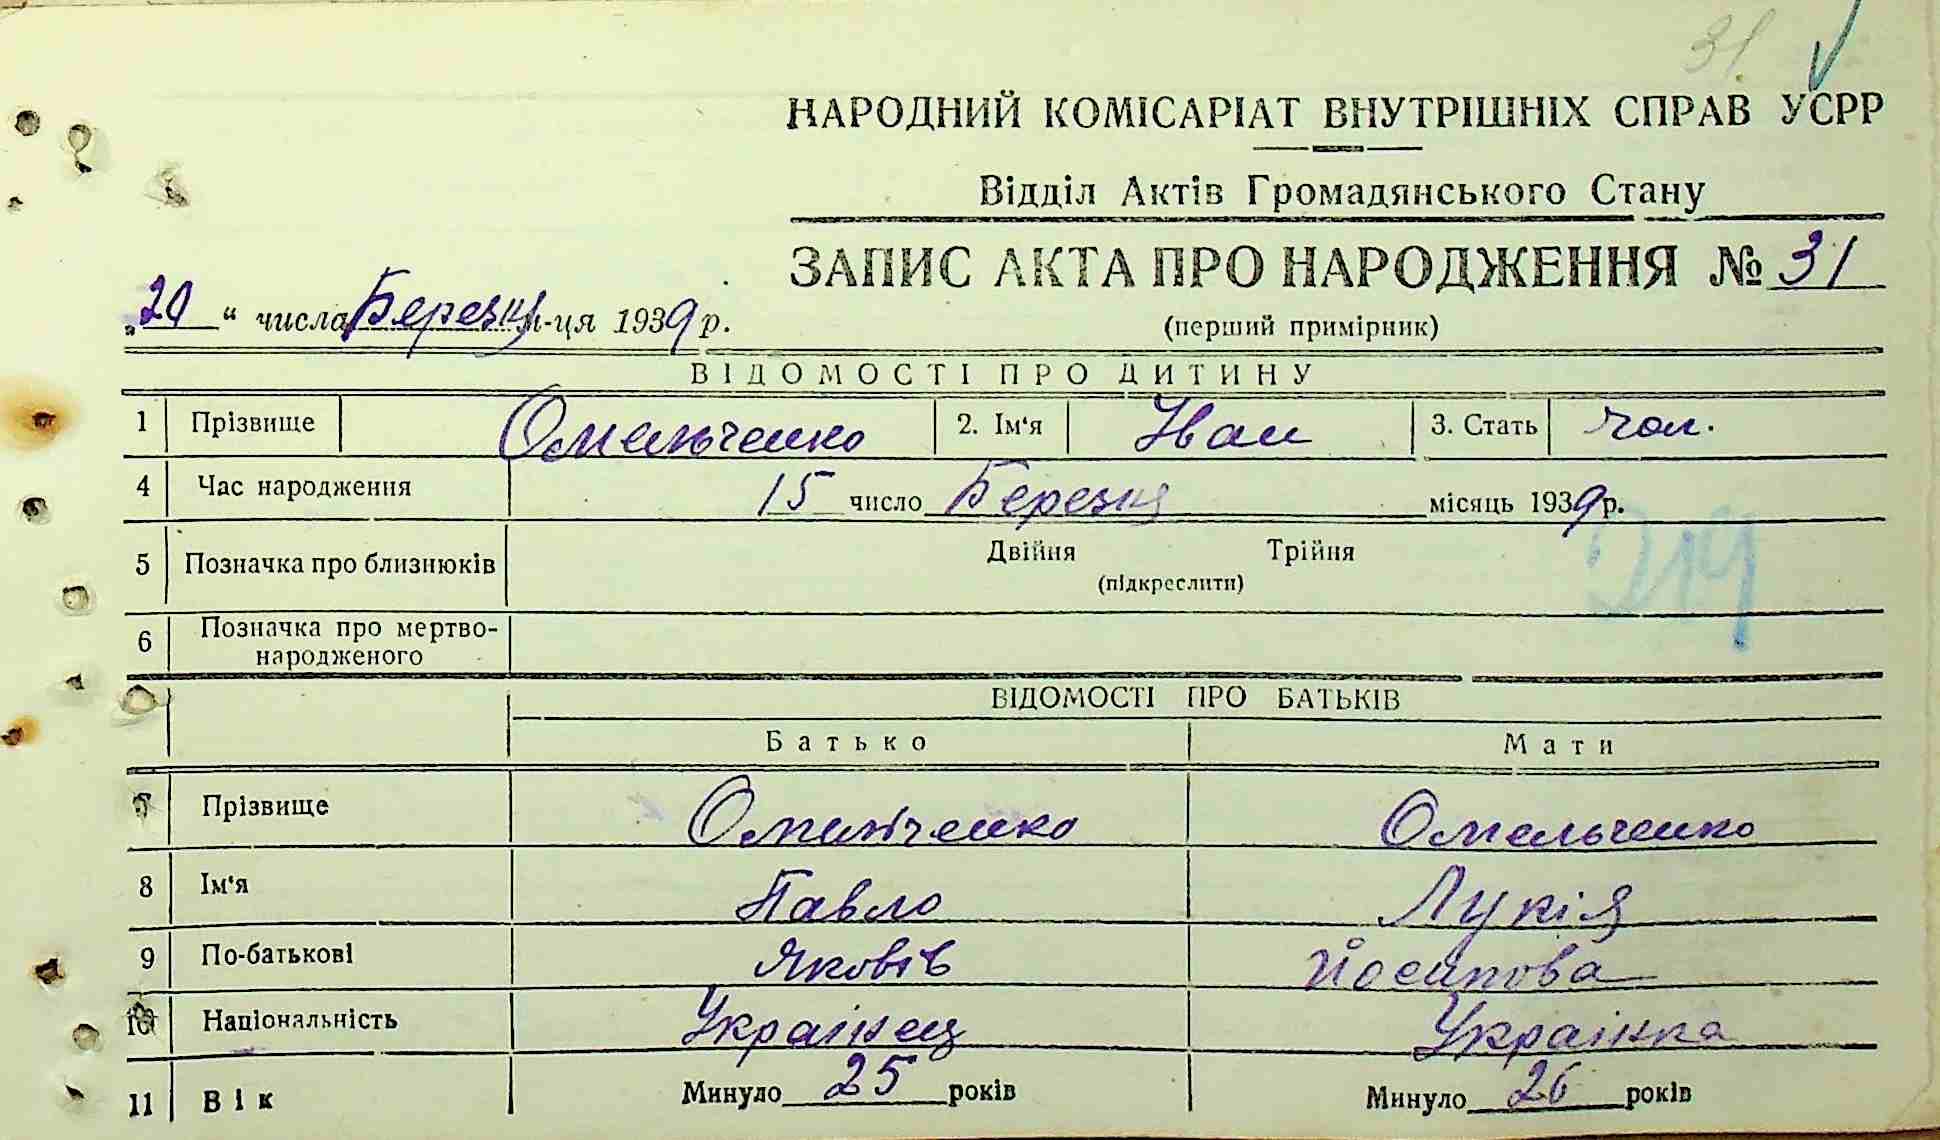 31
НАРОДНИЙ КОМІСАРІАТ ВНУТРІШНІХ СПРАВ УСРР
Відділ Актів Громадянського Стану
ЗАПИС АКТА ПРО НАРОДЖЕННЯ № 31
„20“ числа Березня м-ця 1939 р.
(перший примірник)
ВІДОМОСТІ ПРО ДИТИНУ
1 Прізвище Омельченко 2. Ім'я Іван 3. Стать чол.
4 Час народження 15 число Березня місяць 1939 р.
5 Позначка про близнюків Двійня Трійня
(підкреслити)
6 Позначка про мертво-
народженого
ВІДОМОСТІ ПРО БАТЬКІВ
Батько Мати
7 Прізвище Омельченко Омельченко
8 Ім'я Павло Лукія
9 По-батькові Яковів Йосипова
10 Національність Українец Українка
11 Вік Минуло 25 років Минуло 26 років